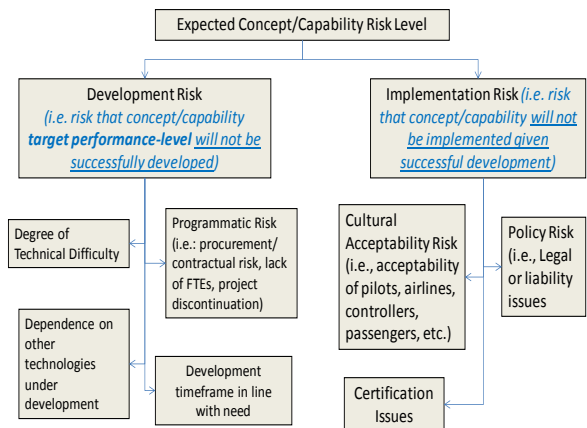 Expected Concept/Capability Risk Level
Development Risk
(i.e. risk that concept/capability
target performance-level will not be
successfully developed)
Implementation Risk (i.e. risk
that concept/capability will not
be implemented given
successful development)
Degree of
Technical Difficulty
Programmatic Risk
(i.e.: procurement/
contractual risk, lack
of FTEs, project
discontinuation)
Dependence on
other
technologies
under
development
Development
timeframe in line
with need
Cultural
Acceptability Risk
(i.e., acceptability
of pilots, airlines,
controllers,
passengers, etc.)
Policy Risk
(i.e., Legal
or liability
issues
Certification
Issues